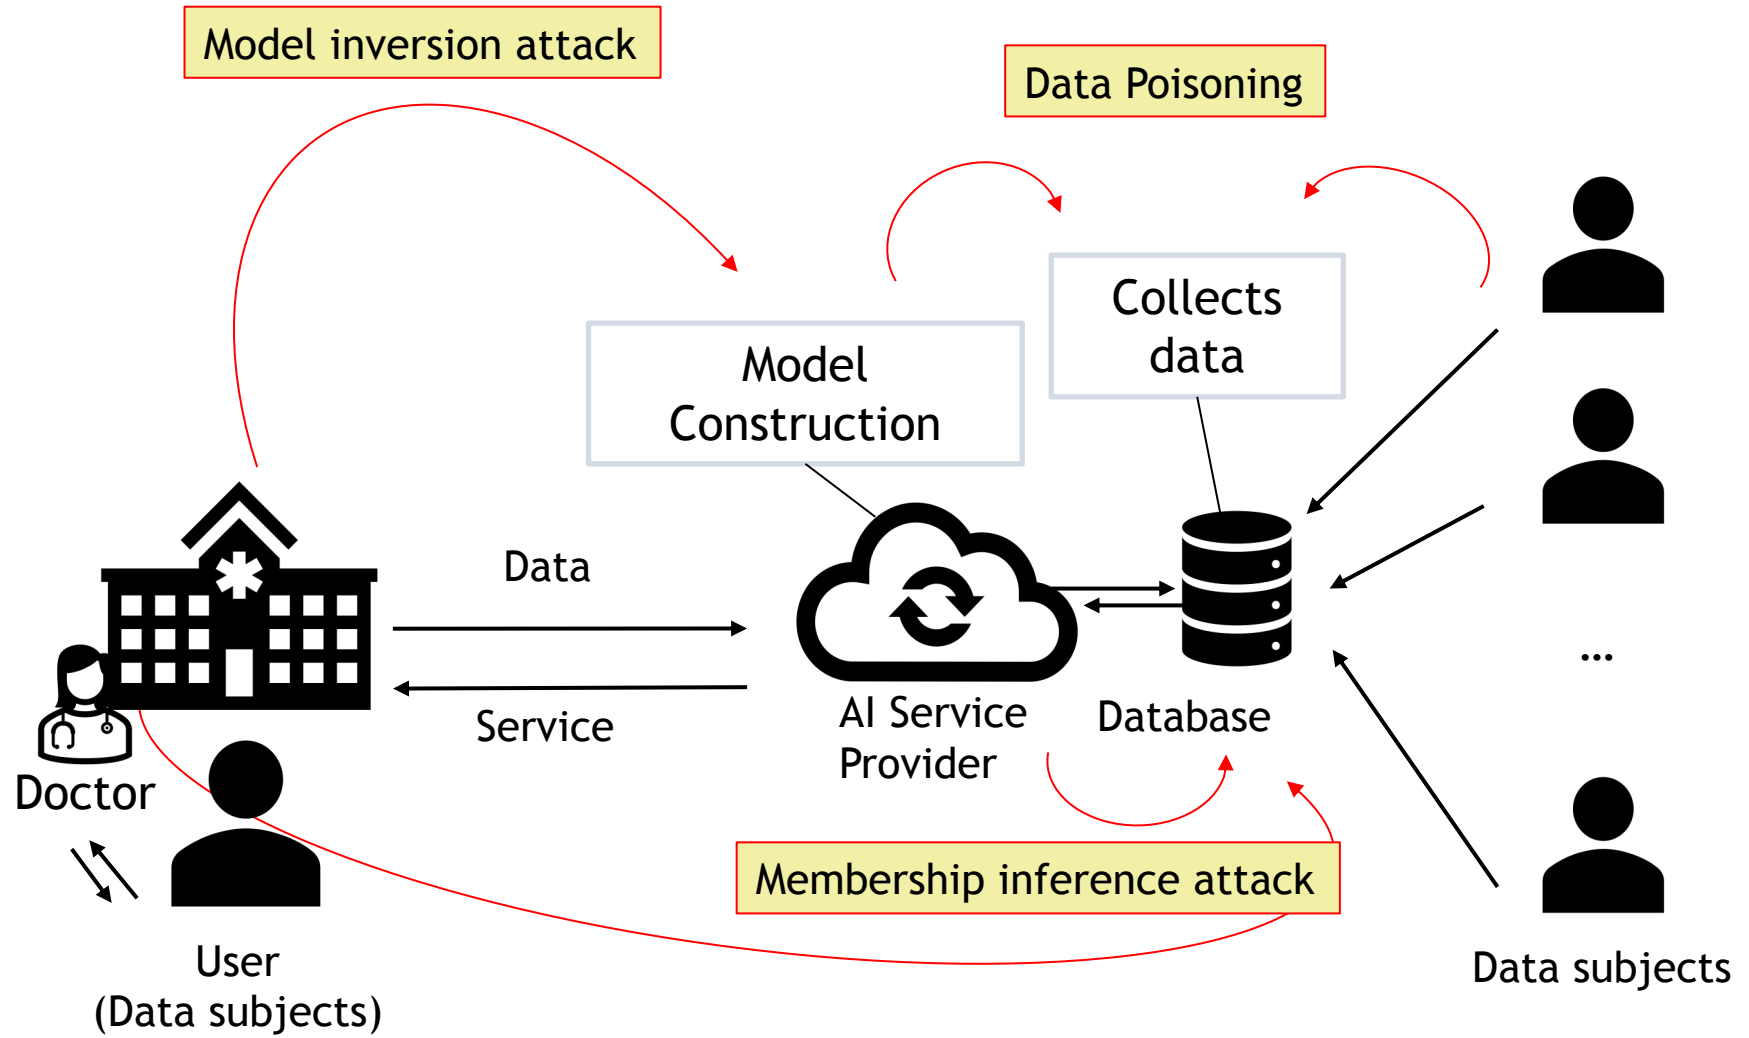 Model inversion attack
Data Poisoning
Collects
data
Model
Construction
Data
Service
AI Service
Provider
Database
...
Doctor
Membership inference attack
User
(Data subjects)
Data subjects